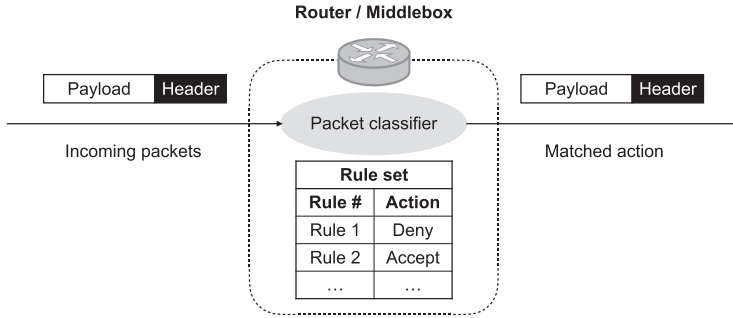 Router / Middlebox
Payload Header
Payload Header
Packet classifier
Incoming packets
Matched action
Rule set
Rule # Action
Rule 1 Deny
Rule 2 Accept
... ...